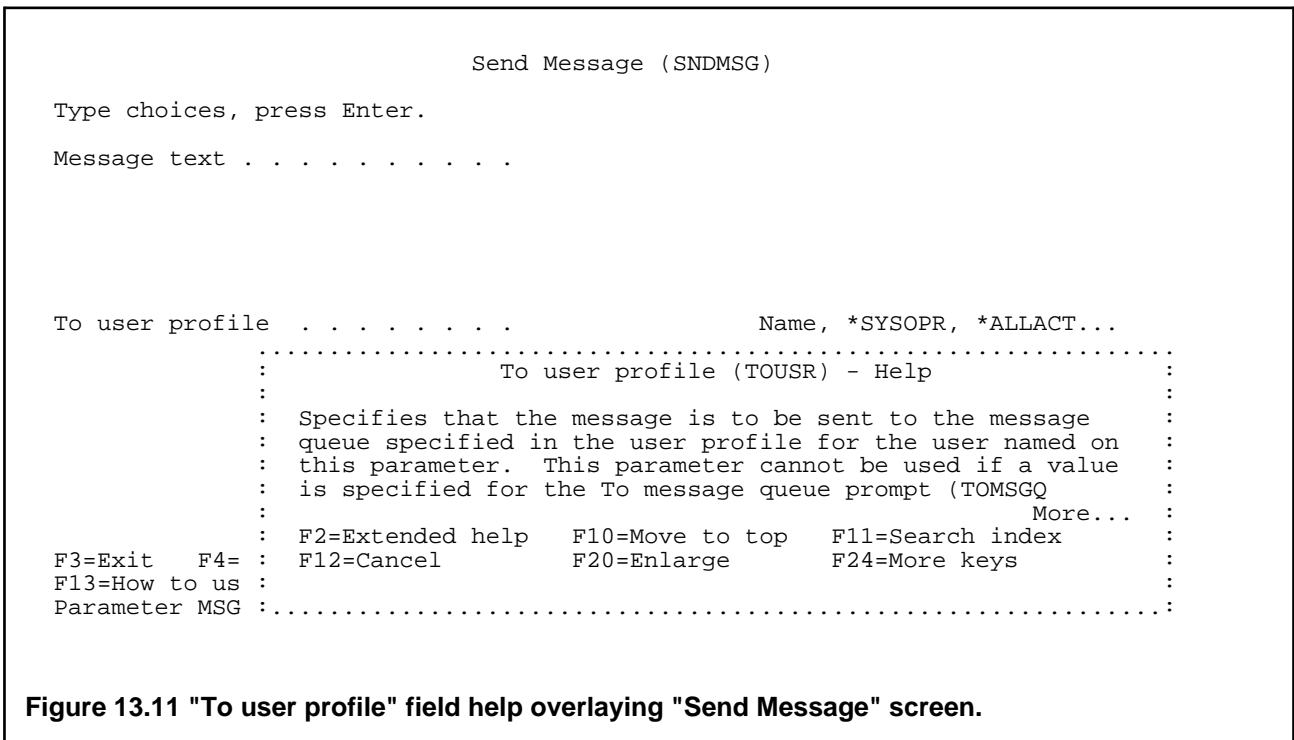 Send Message (SNDMSG)
Type choices, press Enter.
Message text . . . . . . . . . .
To user profile . . . . . . . . Name, *SYSOPR, *ALLACT...
................................................................
: To user profile (TOUSR) - Help :
: :
: Specifies that the message is to be sent to the message :
: queue specified in the user profile for the user named on :
: this parameter. This parameter cannot be used if a value :
: is specified for the To message queue prompt (TOMSGQ :
: More... :
: F2=Extended help F10=Move to top F11=Search index :
F3=Exit F4= : F12=Cancel F20=Enlarge F24=More keys :
F13=How to us : :
Parameter MSG :..............................................................:
Figure 13.11 "To user profile" field help overlaying "Send Message" screen.